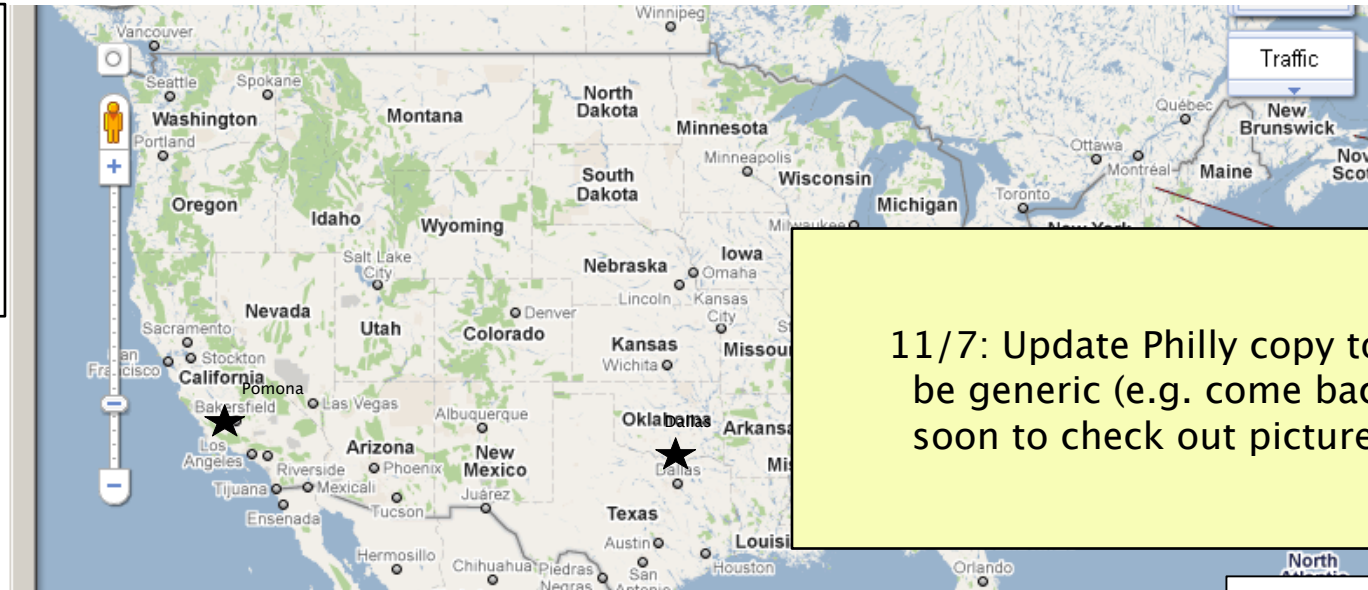 Winnipeg
Vancouver
Traffic
Seattle
Spokane
Washington
Montana
North
Dakota
Minnesota
Québec
New
Brunswick
Portland
Ottawa
Montréal
Maine
Minneapolis
Wisconsin
South
Dakota
Oregon
Idaho
Wyoming
Michigan
Toronto
Iowa
Nebraska
Omaha
Salt Lake
City
Lincoln
Kansas
City
Nevada
Utah
Denver
Colorado
Kansas
Sacramento
Stockton
Wichita
California
Pomona
Bakersfield
Las Vegas
Albuquerque
Oklahoma
Dallas
Los
Angeles
Arizona
Phoenix
New
Mexico
Dallas
Riverside
Tijuana
Mexicali
Tucson
Juárez
Ensenada
Texas
Austin
Houston
Hermosillo
Chihuahua
Piedras
San
Orlando
North
11/7: Update Philly copy to
be generic (e.g. come bac
soon to check out picture